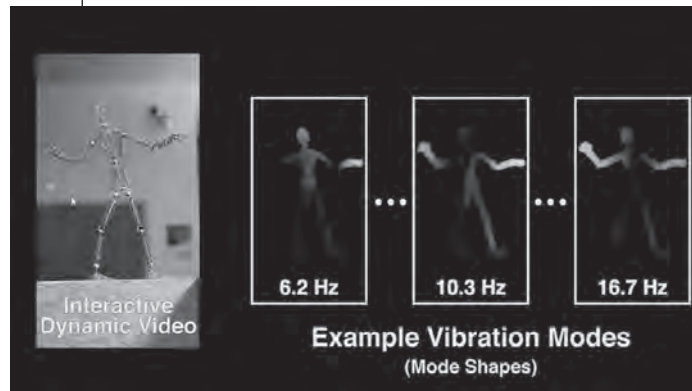 Interactive
Dynamic Video
6.2 Hz
10.3 Hz
16.7 Hz
Example Vibration Modes
(Mode Shapes)